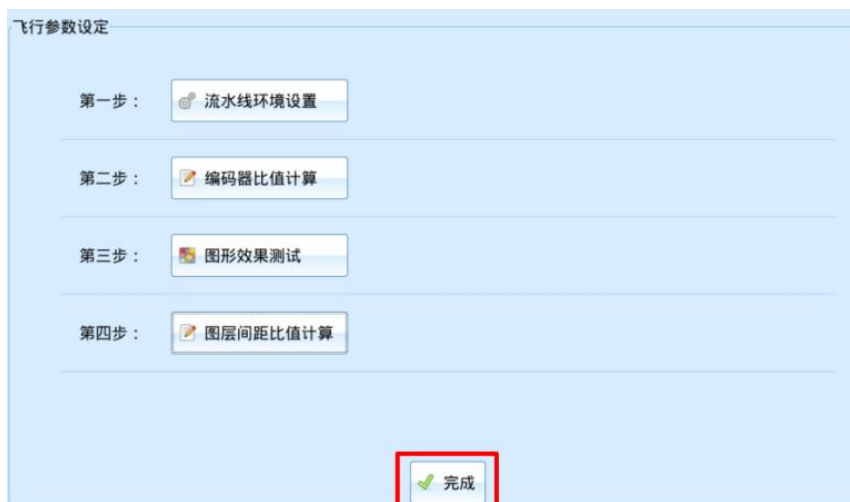 飞行参数设定
第一步： 流水线环境设置
第二步： 编码器比值计算
第三步： 图形效果测试
第四步： 图层间距比值计算
完成